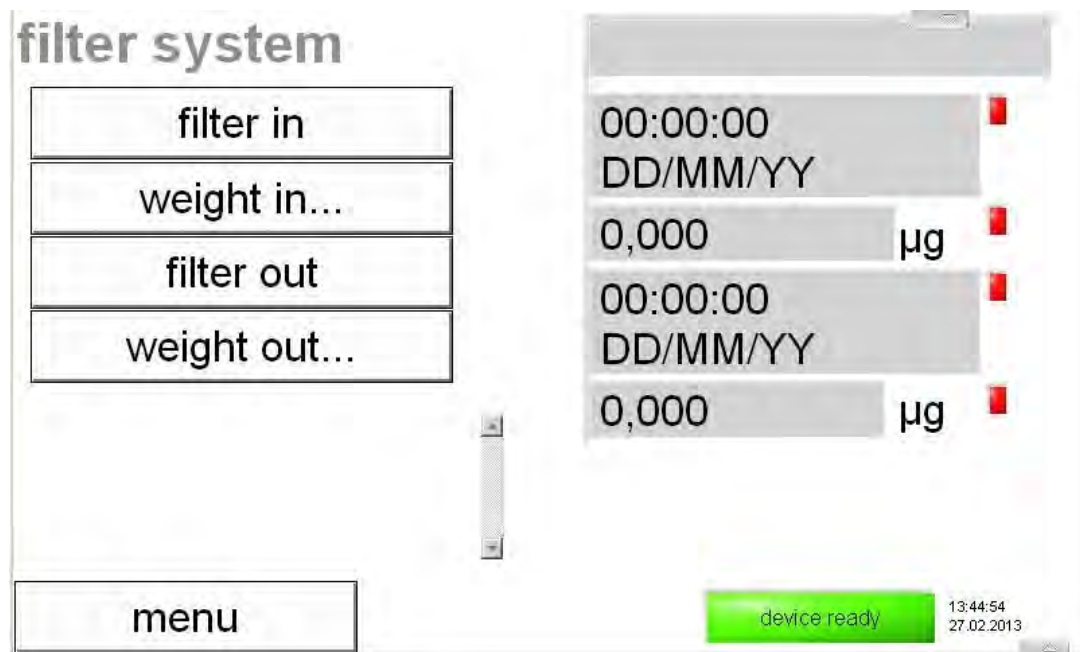 filter system
filter in
weight in...
filter out
weight out...
00:00:00
DD/MM/YY
0,000 µg
00:00:00
DD/MM/YY
0,000 µg
menu
device ready
13:44:54
27.02.2013